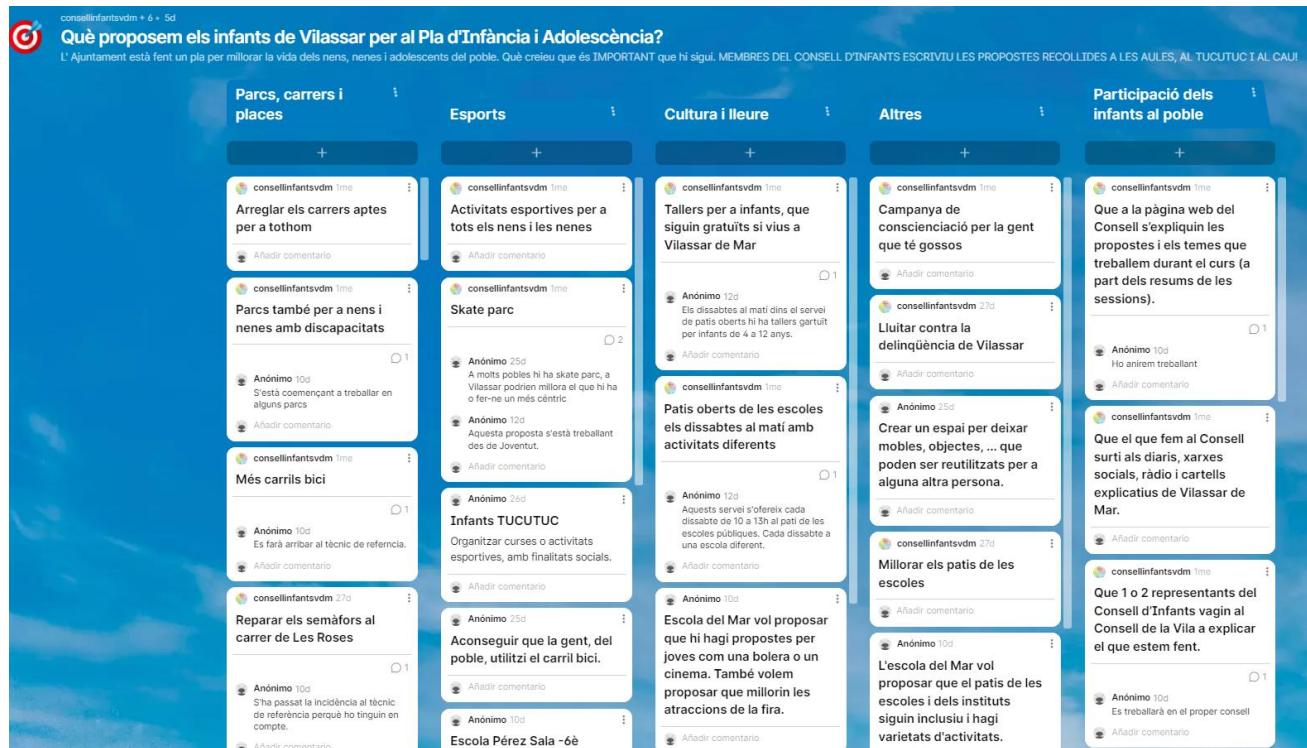 consellinfantsvdm + 6 • 5d
Què proposem els infants de Vilassar per al Pla d'Infància i Adolescència?
L' Ajuntament està fent un pla per millorar la vida dels nens, nenes i adolescents del poble. Què creieu que és IMPORTANT que hi sigui. MEMBRES DEL CONSELL D'INFANTS ESCRIVIU LES PROPOSTES RECOLLIDES A LES AULES, AL TUCUTUC I AL CAU!
Parcs, carrers i
places
+
consellinfantsvdm 1me
Arreglar els carrers aptes
per a tothom
Añadir comentario
consellinfantsvdm 1me
Parcs també per a nens i
nenes amb discapacitats
1
Anónimo 10d
S'està coemençant a treballar en
alguns parcs
Añadir comentario
consellinfantsvdm 1me
Més carrils bici
1
Anónimo 10d
Es farà arribar al tècnic de referncia.
Añadir comentario
consellinfantsvdm 27d
Reparar els semàfors al
carrer de Les Roses
1
Anónimo 10d
S'ha passat la incidència al tècnic
de referència perquè ho tinguin en
compte.
Añadir comentario
Esports
+
consellinfantsvdm 1me
Activitats esportives per a
tots els nens i les nenes
Añadir comentario
consellinfantsvdm 1me
Skate parc
2
Anónimo 25d
A molts pobles hi ha skate parc, a
Vilassar podrien millora el que hi ha
o fer-ne un més cèntric
Anónimo 12d
Aquesta proposta s'està treballant
des de Joventut.
Añadir comentario
Anónimo 26d
Infants TUCUTUC
Organitzar curses o activitats
esportives, amb finalitats socials.
Añadir comentario
Anónimo 25d
Aconseguir que la gent, del
poble, utilitzi el carril bici.
Añadir comentario
Anónimo 10d
Escola Pérez Sala -6è
Cultura i lleure
+
consellinfantsvdm 1me
Tallers per a infants, que
siguin gratuïts si vius a
Vilassar de Mar
1
Anónimo 12d
Els dissabtes al matí dins el servei
de patis oberts hi ha tallers gartuït
per infants de 4 a 12 anys.
Añadir comentario
consellinfantsvdm 1me
Patis oberts de les escoles
els dissabtes al matí amb
activitats diferents
1
Anónimo 12d
Aquests servei s'ofereix cada
dissabte de 10 a 13h al pati de les
escoles públiques. Cada dissabte a
una escola diferent.
Añadir comentario
Anónimo 10d
Escola del Mar vol proposar
que hi hagi propostes per
joves com una bolera o un
cinema. També volem
proposar que millorin les
atraccions de la fira.
Añadir comentario
Altres
+
consellinfantsvdm 1me
Campanya de
conscienciació per la gent
que té gossos
Añadir comentario
consellinfantsvdm 27d
Lluitar contra la
delinqüència de Vilassar
Añadir comentario
Anónimo 25d
Crear un espai per deixar
mobles, objectes, ... que
poden ser reutilitzats per a
alguna altra persona.
Añadir comentario
consellinfantsvdm 27d
Millorar els patis de les
escoles
Añadir comentario
Anónimo 10d
L'escola del Mar vol
proposar que el patis de les
escoles i dels instituts
siguin inclusiu i hagi
varietats d'activitats.
Participació dels
infants al poble
+
consellinfantsvdm 1me
Que a la pàgina web del
Consell s'expliquin les
propostes i els temes que
treballem durant el curs (a
part dels resums de les
sessions).
1
Anónimo 10d
Ho anirem treballant
Añadir comentario
consellinfantsvdm 1me
Que el que fem al Consell
surti als diaris, xarxes
socials, ràdio i cartells
explicatius de Vilassar de
Mar.
Añadir comentario
consellinfantsvdm 1me
Que 1 o 2 representants del
Consell d'Infants vagin al
Consell de la Vila a explicar
el que estem fent.
1
Anónimo 10d
Es treballarà en el proper consell
Añadir comentario